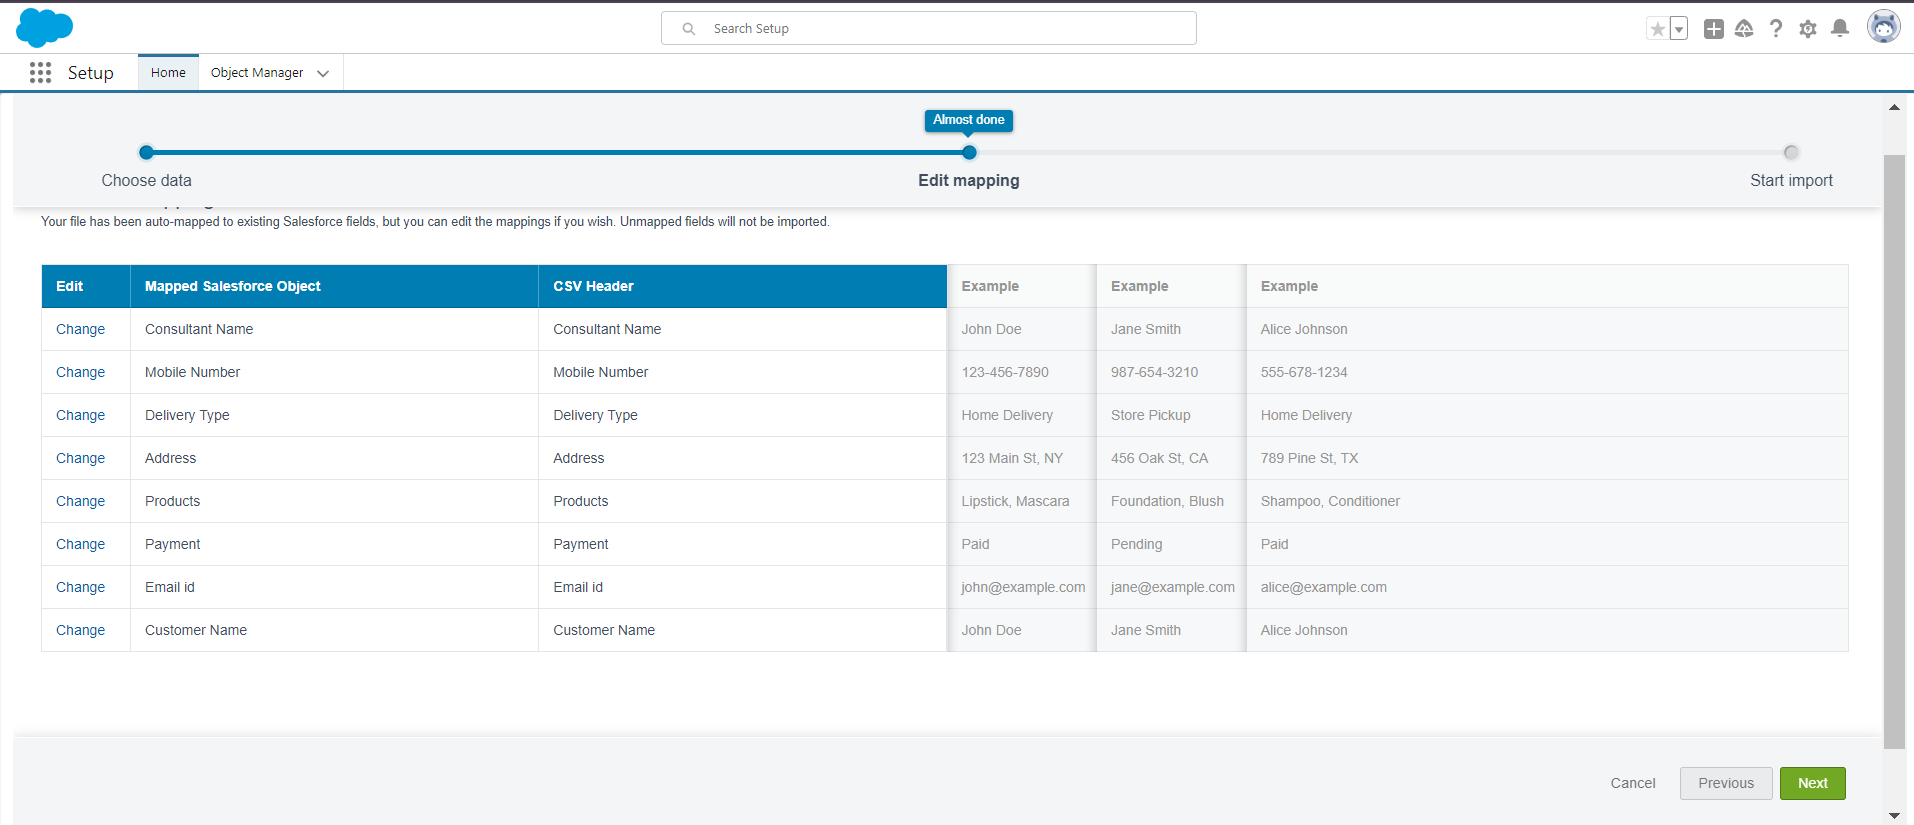 Search Setup
Setup
Home
Object Manager
Almost done
Choose data
Edit mapping
Start import
Your file has been auto-mapped to existing Salesforce fields, but you can edit the mappings if you wish. Unmapped fields will not be imported.
Edit Mapped Salesforce Object CSV Header Example Example Example
Change Consultant Name Consultant Name John Doe Jane Smith Alice Johnson
Change Mobile Number Mobile Number 123-456-7890 987-654-3210 555-678-1234
Change Delivery Type Delivery Type Home Delivery Store Pickup Home Delivery
Change Address Address 123 Main St, NY 456 Oak St, CA 789 Pine St, TX
Change Products Products Lipstick, Mascara Foundation, Blush Shampoo, Conditioner
Change Payment Payment Paid Pending Paid
Change Email id Email id john@example.com jane@example.com alice@example.com
Change Customer Name Customer Name John Doe Jane Smith Alice Johnson
Cancel Previous Next